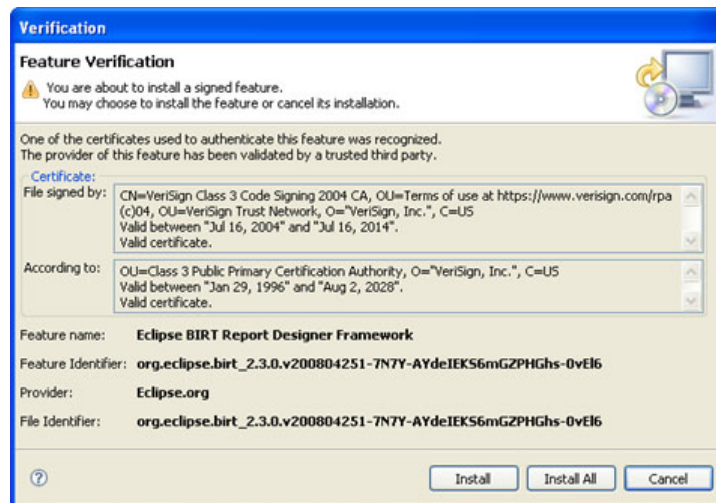 Verification
Feature Verification
You are about to install a signed feature.
You may choose to install the feature or cancel its installation.
One of the certificates used to authenticate this feature was recognized.
The provider of this feature has been validated by a trusted third party.
Certificate:
File signed by:
CN=VeriSign Class 3 Code Signing 2004 CA, OU=Terms of use at https://www.verisign.com/rpa
(c)04, OU=VeriSign Trust Network, O="VeriSign, Inc.", C=US
Valid between "Jul 16, 2004" and "Jul 16, 2014".
Valid certificate.
According to:
OU=Class 3 Public Primary Certification Authority, O="VeriSign, Inc.", C=US
Valid between "Jan 29, 1996" and "Aug 2, 2028".
Valid certificate.
Feature name: Eclipse BIRT Report Designer Framework
Feature Identifier: org.eclipse.birt_2.3.0.v200804251-7N7Y-AYdeIEKS6mGZPHGhs-0vEl6
Provider: Eclipse.org
File Identifier: org.eclipse.birt_2.3.0.v200804251-7N7Y-AYdeIEKS6mGZPHGhs-0vEl6
? Install Install All Cancel